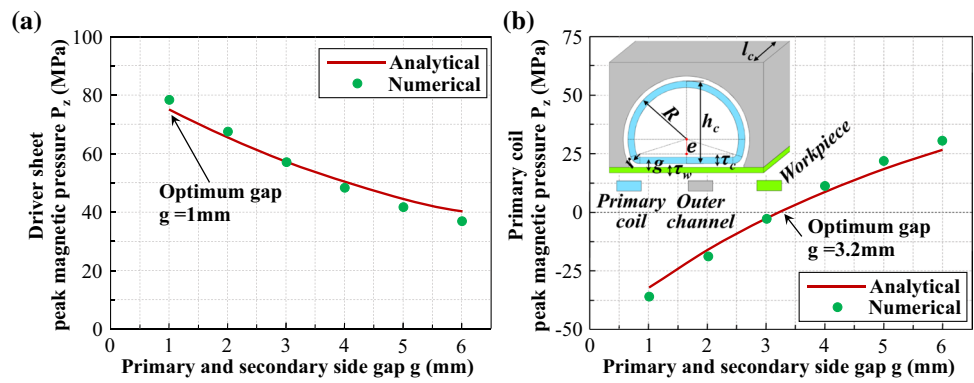 (a)
Driver sheet
peak magnetic pressure P_z (MPa)
100
80
60
40
20
0
Analytical
Numerical
Optimum gap
g =1mm
0 1 2 3 4 5 6
Primary and secondary side gap g (mm)
(b)
Primary coil
peak magnetic pressure P_z (MPa)
75
50
25
0
-25
-50
l_c
R
h_c
e
r
g
τ_w
τ_c
Workpiece
Primary
coil
Outer
channel
Optimum gap
g =3.2mm
Analytical
Numerical
0 1 2 3 4 5 6
Primary and secondary side gap g (mm)